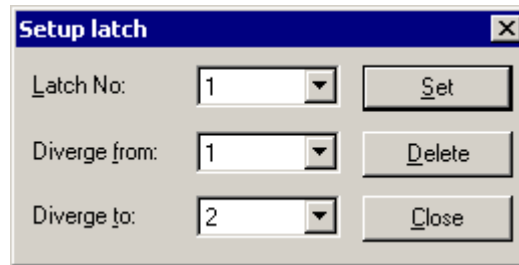 Setup latch
Latch No: 1 Set
Diverge from: 1 Delete
Diverge to: 2 Close